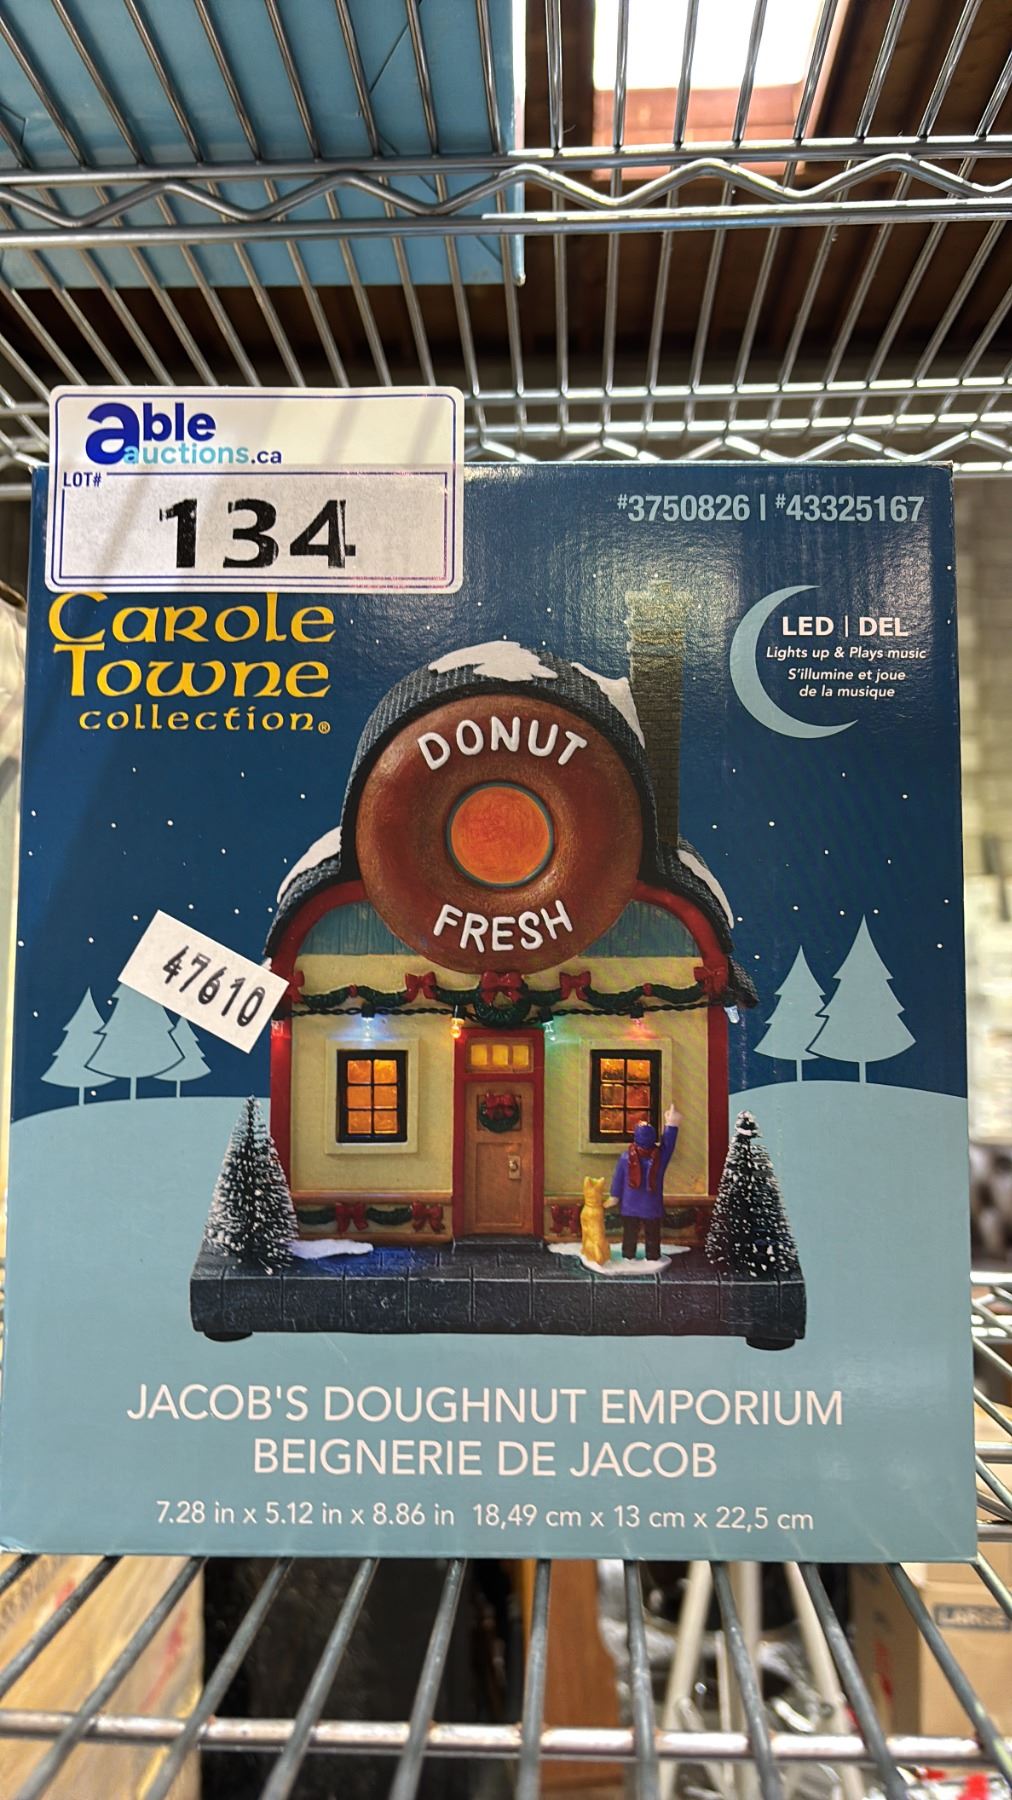 able
auctions.ca
LOT#
134
#3750826 | #43325167
Carole
Towne
collection®
LED | DEL
Lights up & Plays music
S'illumine et joue
de la musique
DONUT
FRESH
47610
JACOB'S DOUGHNUT EMPORIUM
BEIGNERIE DE JACOB
7.28 in x 5.12 in x 8.86 in 18,49 cm x 13 cm x 22,5 cm